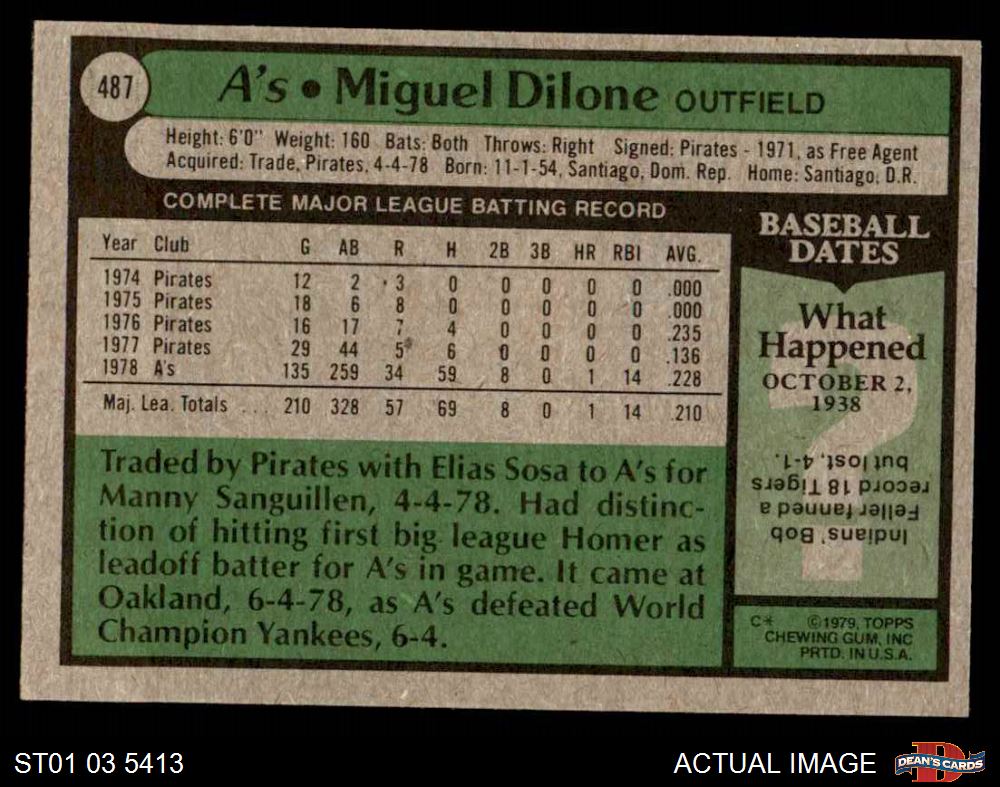 487
A's • Miguel Dilone OUTFIELD
Height: 6'0" Weight: 160 Bats: Both Throws: Right Signed: Pirates - 1971, as Free Agent
Acquired: Trade, Pirates, 4-4-78 Born: 11-1-54, Santiago, Dom. Rep. Home: Santiago, D.R.
COMPLETE MAJOR LEAGUE BATTING RECORD
Year Club G AB R H 2B 3B HR RBI AVG.
1974 Pirates 12 2 3 0 0 0 0 0 .000
1975 Pirates 18 6 8 0 0 0 0 0 .000
1976 Pirates 16 17 7 4 0 0 0 0 .235
1977 Pirates 29 44 5 6 0 0 0 0 .136
1978 A's 135 259 34 59 8 0 1 14 .228
Maj. Lea. Totals ... 210 328 57 69 8 0 1 14 .210
Traded by Pirates with Elias Sosa to A's for
Manny Sanguillen, 4-4-78. Had distinc-
tion of hitting first big league Homer as
leadoff batter for A's in game. It came at
Oakland, 6-4-78, as A's defeated World
Champion Yankees, 6-4.
BASEBALL
DATES
What
Happened
OCTOBER 2,
1938
?
Indians' Bob
Feller fanned a
record 18 Tigers
but lost, 4-1.
C* ©1979, TOPPS
CHEWING GUM, INC
PRTD. IN U.S.A.
ST01 03 5413
ACTUAL IMAGE
D
DEAN'S CARDS